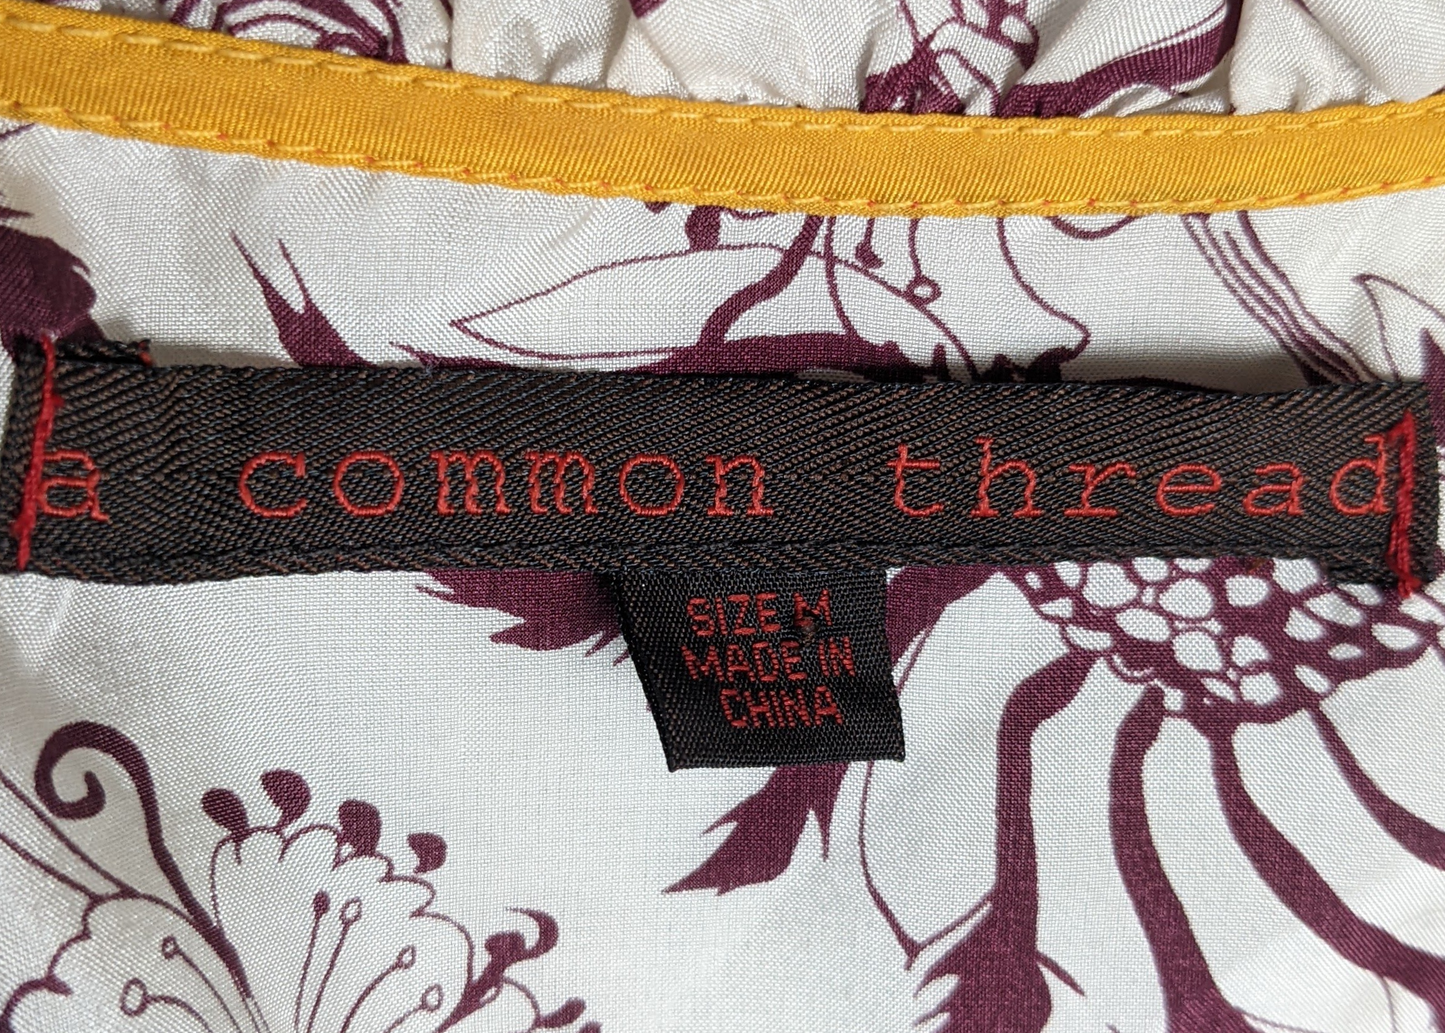 a common thread
SIZE M
MADE IN
CHINA